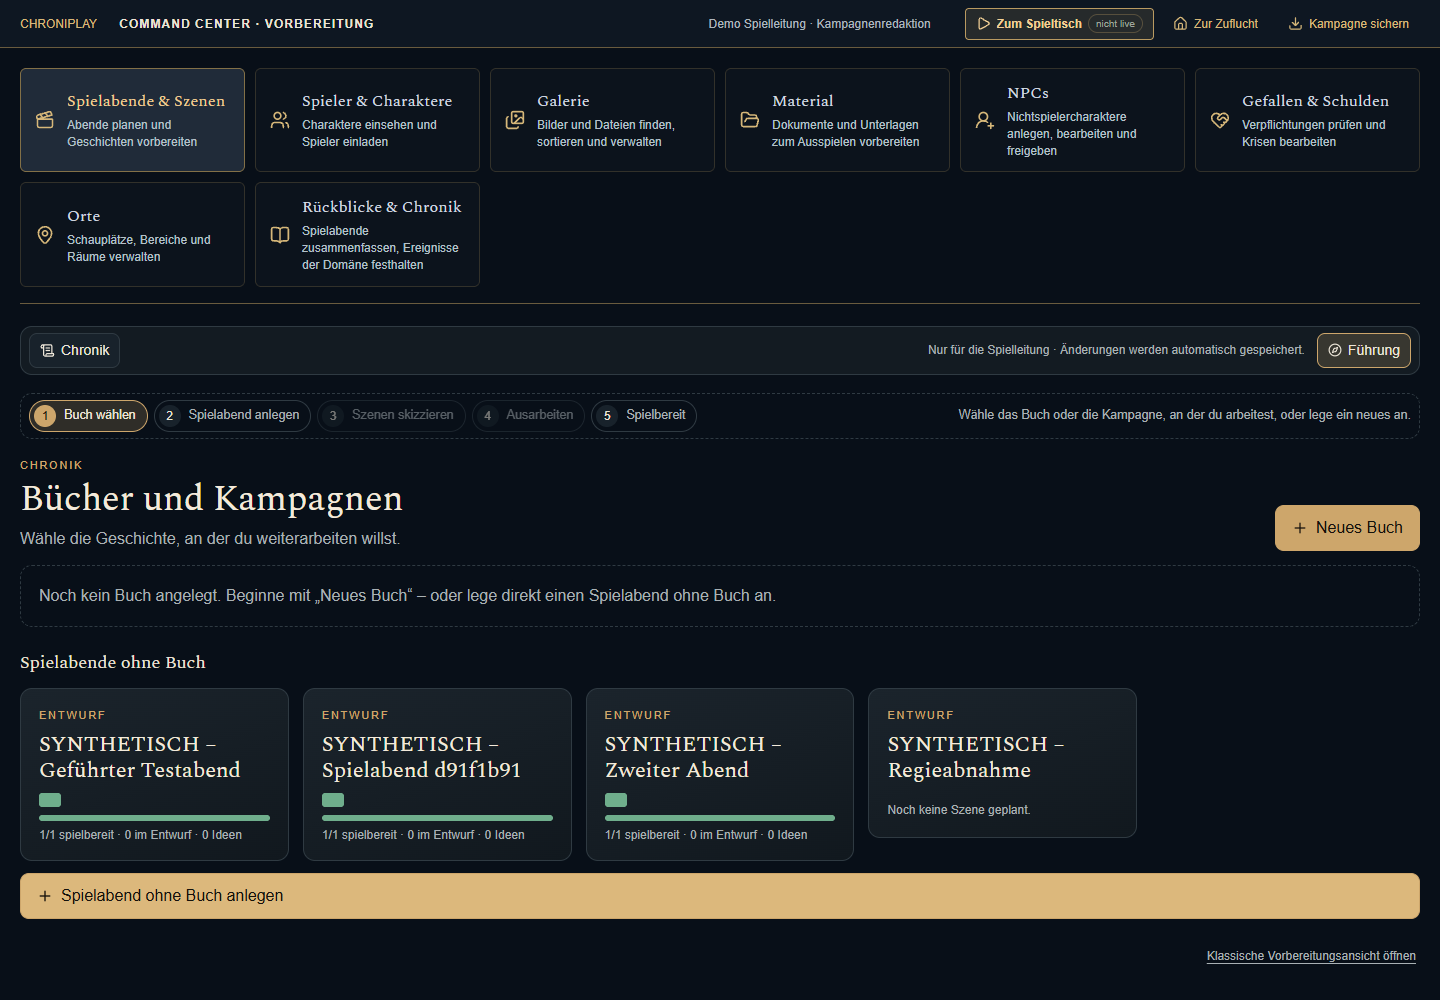 CHRONIPLAY COMMAND CENTER · VORBEREITUNG
Demo Spielleitung · Kampagnenredaktion
Zum Spieltisch nicht live
Zur Zuflucht
Kampagne sichern
Spielabende & Szenen
Abende planen und
Geschichten vorbereiten
Spieler & Charaktere
Charaktere einsehen und
Spieler einladen
Galerie
Bilder und Dateien finden,
sortieren und verwalten
Material
Dokumente und Unterlagen
zum Ausspielen vorbereiten
NPCs
Nichtspielercharaktere
anlegen, bearbeiten und
freigeben
Gefallen & Schulden
Verpflichtungen prüfen und
Krisen bearbeiten
Orte
Schauplätze, Bereiche und
Räume verwalten
Rückblicke & Chronik
Spielabende
zusammenfassen, Ereignisse
der Domäne festhalten
Chronik
Nur für die Spielleitung · Änderungen werden automatisch gespeichert.
Führung
1 Buch wählen
2 Spielabend anlegen
3 Szenen skizzieren
4 Ausarbeiten
5 Spielbereit
Wähle das Buch oder die Kampagne, an der du arbeitest, oder lege ein neues an.
CHRONIK
Bücher und Kampagnen
Wähle die Geschichte, an der du weiterarbeiten willst.
Neues Buch
Noch kein Buch angelegt. Beginne mit „Neues Buch“ – oder lege direkt einen Spielabend ohne Buch an.
Spielabende ohne Buch
ENTWURF
SYNTHETISCH –
Geführter Testabend
1/1 spielbereit · 0 im Entwurf · 0 Ideen
ENTWURF
SYNTHETISCH –
Spielabend d91f1b91
1/1 spielbereit · 0 im Entwurf · 0 Ideen
ENTWURF
SYNTHETISCH –
Zweiter Abend
1/1 spielbereit · 0 im Entwurf · 0 Ideen
ENTWURF
SYNTHETISCH –
Regieabnahme
Noch keine Szene geplant.
Spielabend ohne Buch anlegen
Klassische Vorbereitungsansicht öffnen